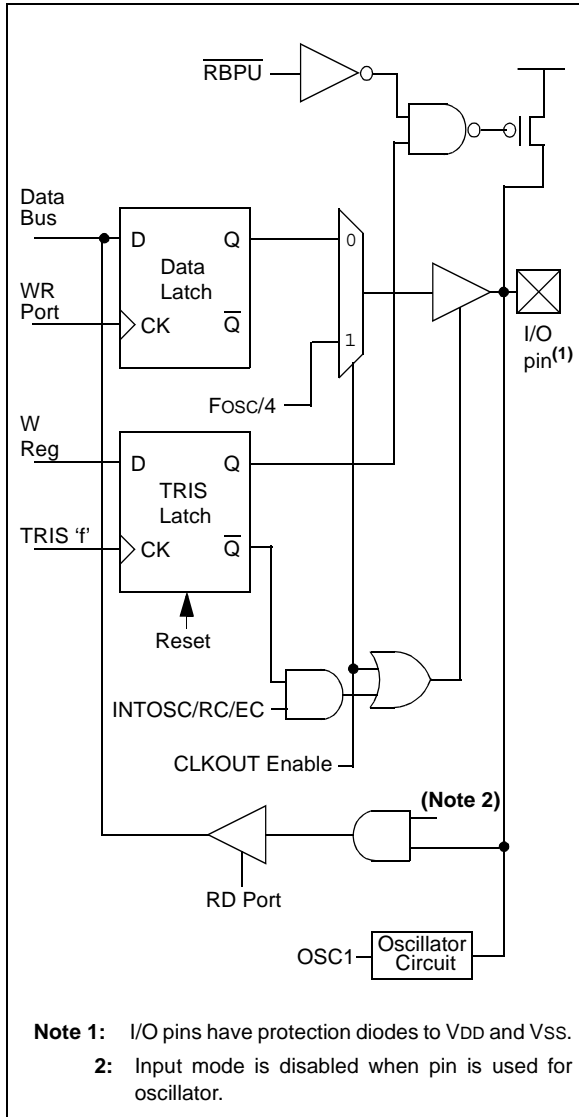 R̅B̅P̅U̅
Data
Bus
D
Q
0
Data
Latch
WR
Port
CK
Q̅
1
I/O
pin(1)
FOSC/4
W
Reg
D
Q
TRIS
Latch
TRIS ‘f’
CK
Q̅
Reset
INTOSC/RC/EC
CLKOUT Enable
(Note 2)
RD Port
OSC1
Oscillator
Circuit
Note 1: I/O pins have protection diodes to VDD and VSS.
2: Input mode is disabled when pin is used for
oscillator.